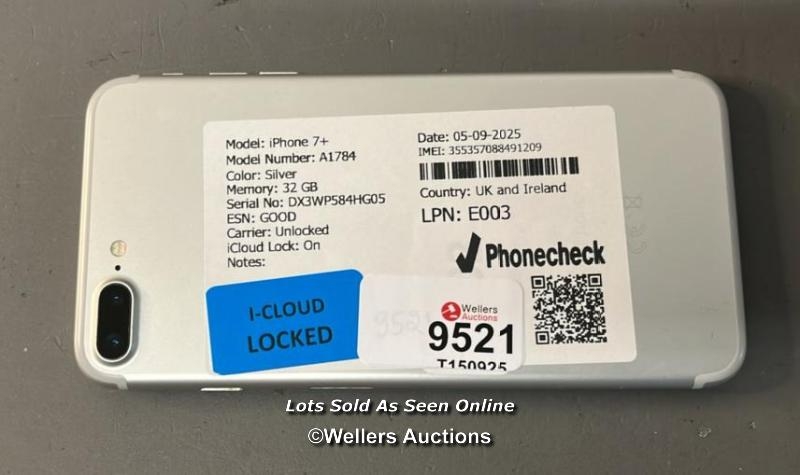 Model: iPhone 7+
Model Number: A1784
Color: Silver
Memory: 32 GB
Serial No: DX3WP584HG05
ESN: GOOD
Carrier: Unlocked
iCloud Lock: On
Notes:
Date: 05-09-2025
IMEI: 355357088491209
Country: UK and Ireland
LPN: E003
Phonecheck
I-CLOUD
LOCKED
Wellers
Auctions
9521
T150925
Lots Sold As Seen Online
©Wellers Auctions